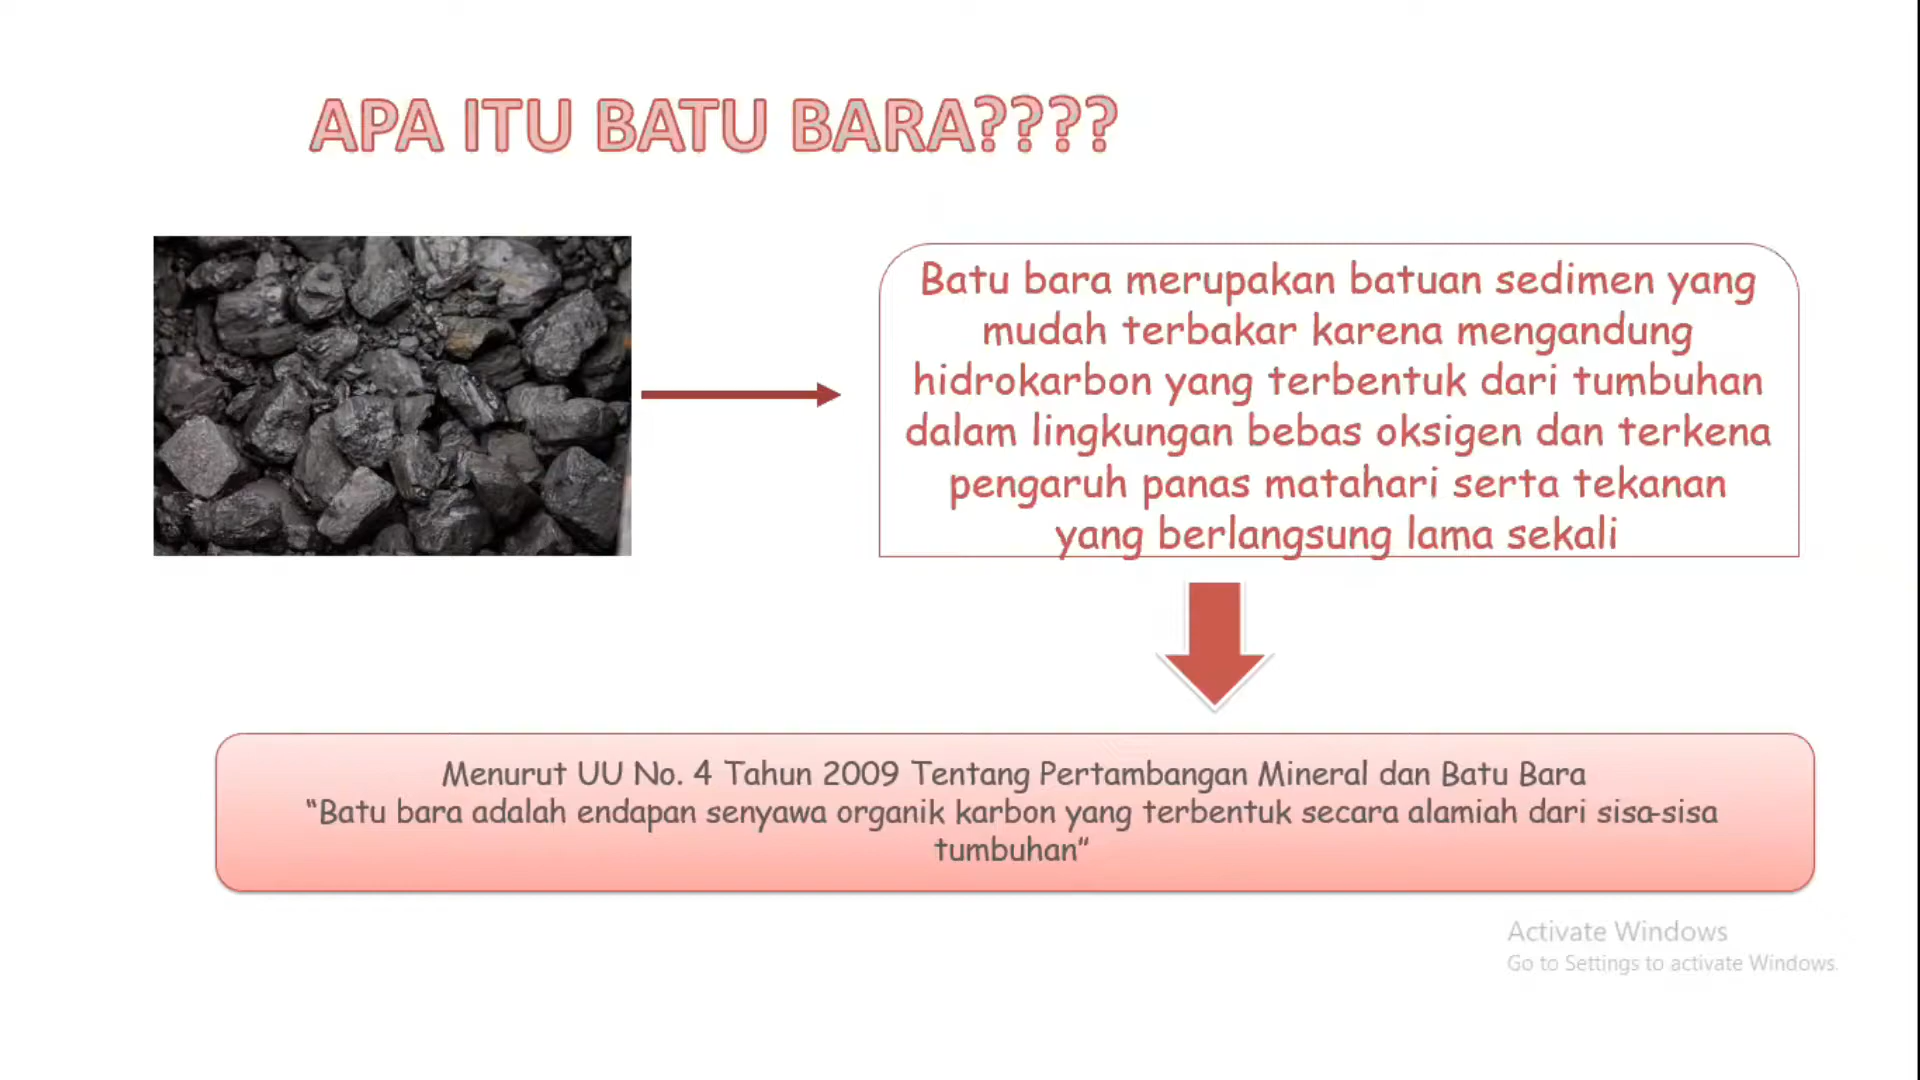 APA ITU BATU BARA????
Batu bara merupakan batuan sedimen yang
mudah terbakar karena mengandung
hidrokarbon yang terbentuk dari tumbuhan
dalam lingkungan bebas oksigen dan terkena
pengaruh panas matahari serta tekanan
yang berlangsung lama sekali
Menurut UU No. 4 Tahun 2009 Tentang Pertambangan Mineral dan Batu Bara
“Batu bara adalah endapan senyawa organik karbon yang terbentuk secara alamiah dari sisa-sisa
tumbuhan”
Activate Windows
Go to Settings to activate Windows.